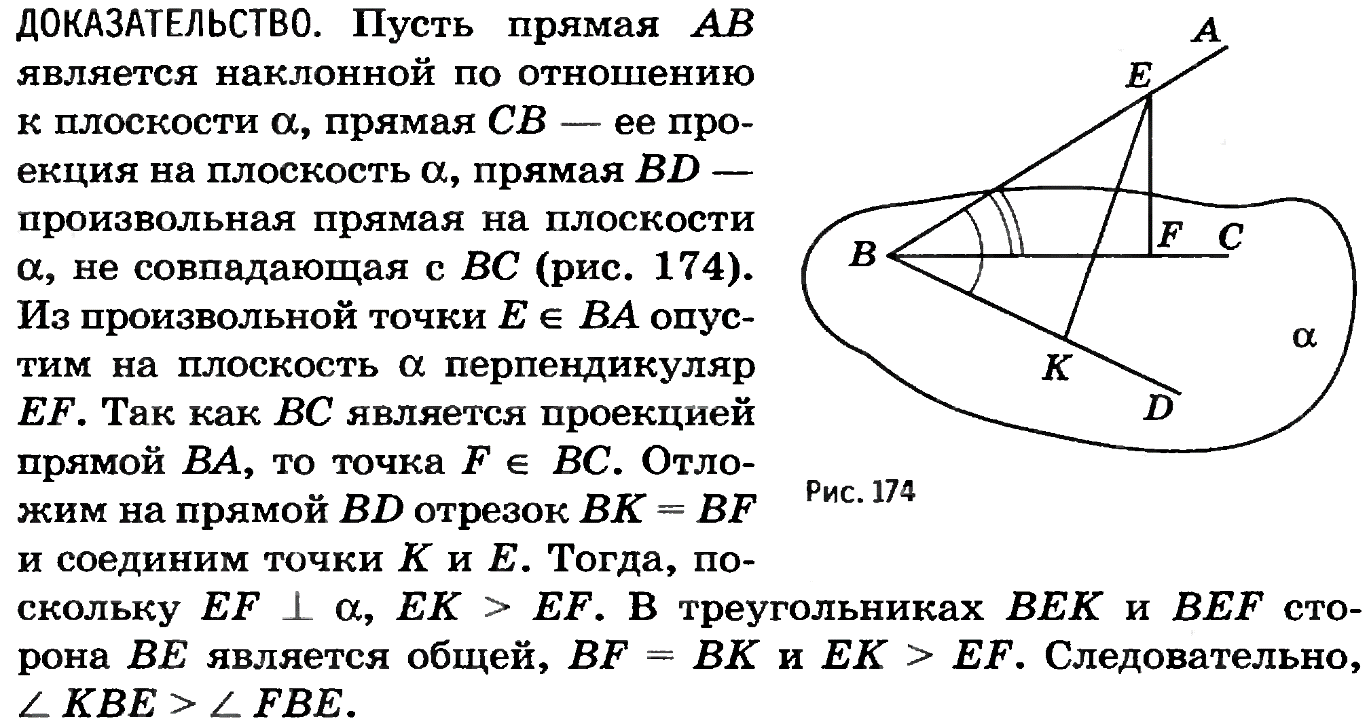 ДОКАЗАТЕЛЬСТВО. Пусть прямая AB
является наклонной по отношению
к плоскости α, прямая CB — ее про-
екция на плоскость α, прямая BD —
произвольная прямая на плоскости
α, не совпадающая с BC (рис. 174).
Из произвольной точки E ∈ BA опус-
тим на плоскость α перпендикуляр
EF. Так как BC является проекцией
прямой BA, то точка F ∈ BC. Отло-
жим на прямой BD отрезок BK = BF
и соединим точки K и E. Тогда, по-
скольку EF ⊥ α, EK > EF. В треугольниках BEK и BEF сто-
рона BE является общей, BF = BK и EK > EF. Следовательно,
∠ KBE > ∠ FBE.
A
E
B
F
C
α
K
D
Рис. 174